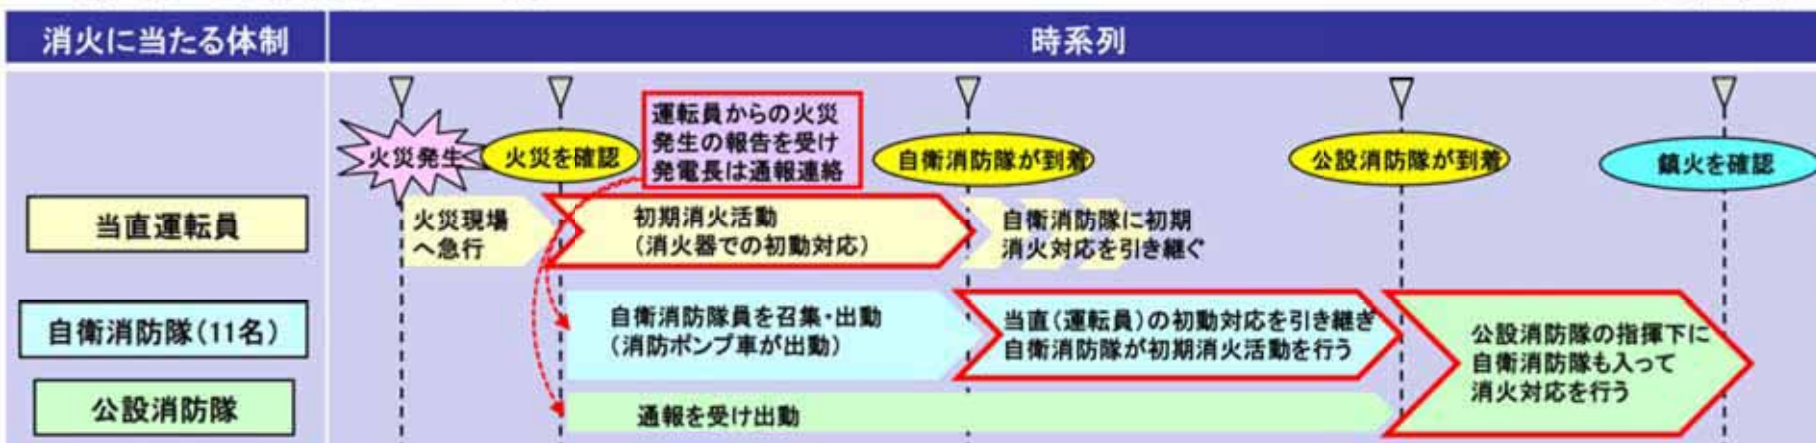 消火に当たる体制
時系列
火災発生
火災を確認
運転員からの火災
発生の報告を受け
発電長は通報連絡
自衛消防隊が到着
公設消防隊が到着
鎮火を確認
当直運転員
火災現場
へ急行
初期消火活動
(消火器での初動対応)
自衛消防隊に初期
消火対応を引き継ぐ
自衛消防隊(11名)
自衛消防隊員を召集・出動
(消防ポンプ車が出動)
当直(運転員)の初動対応を引き継ぎ
自衛消防隊が初期消火活動を行う
公設消防隊の指揮下に
自衛消防隊も入って
消火対応を行う
公設消防隊
通報を受け出動